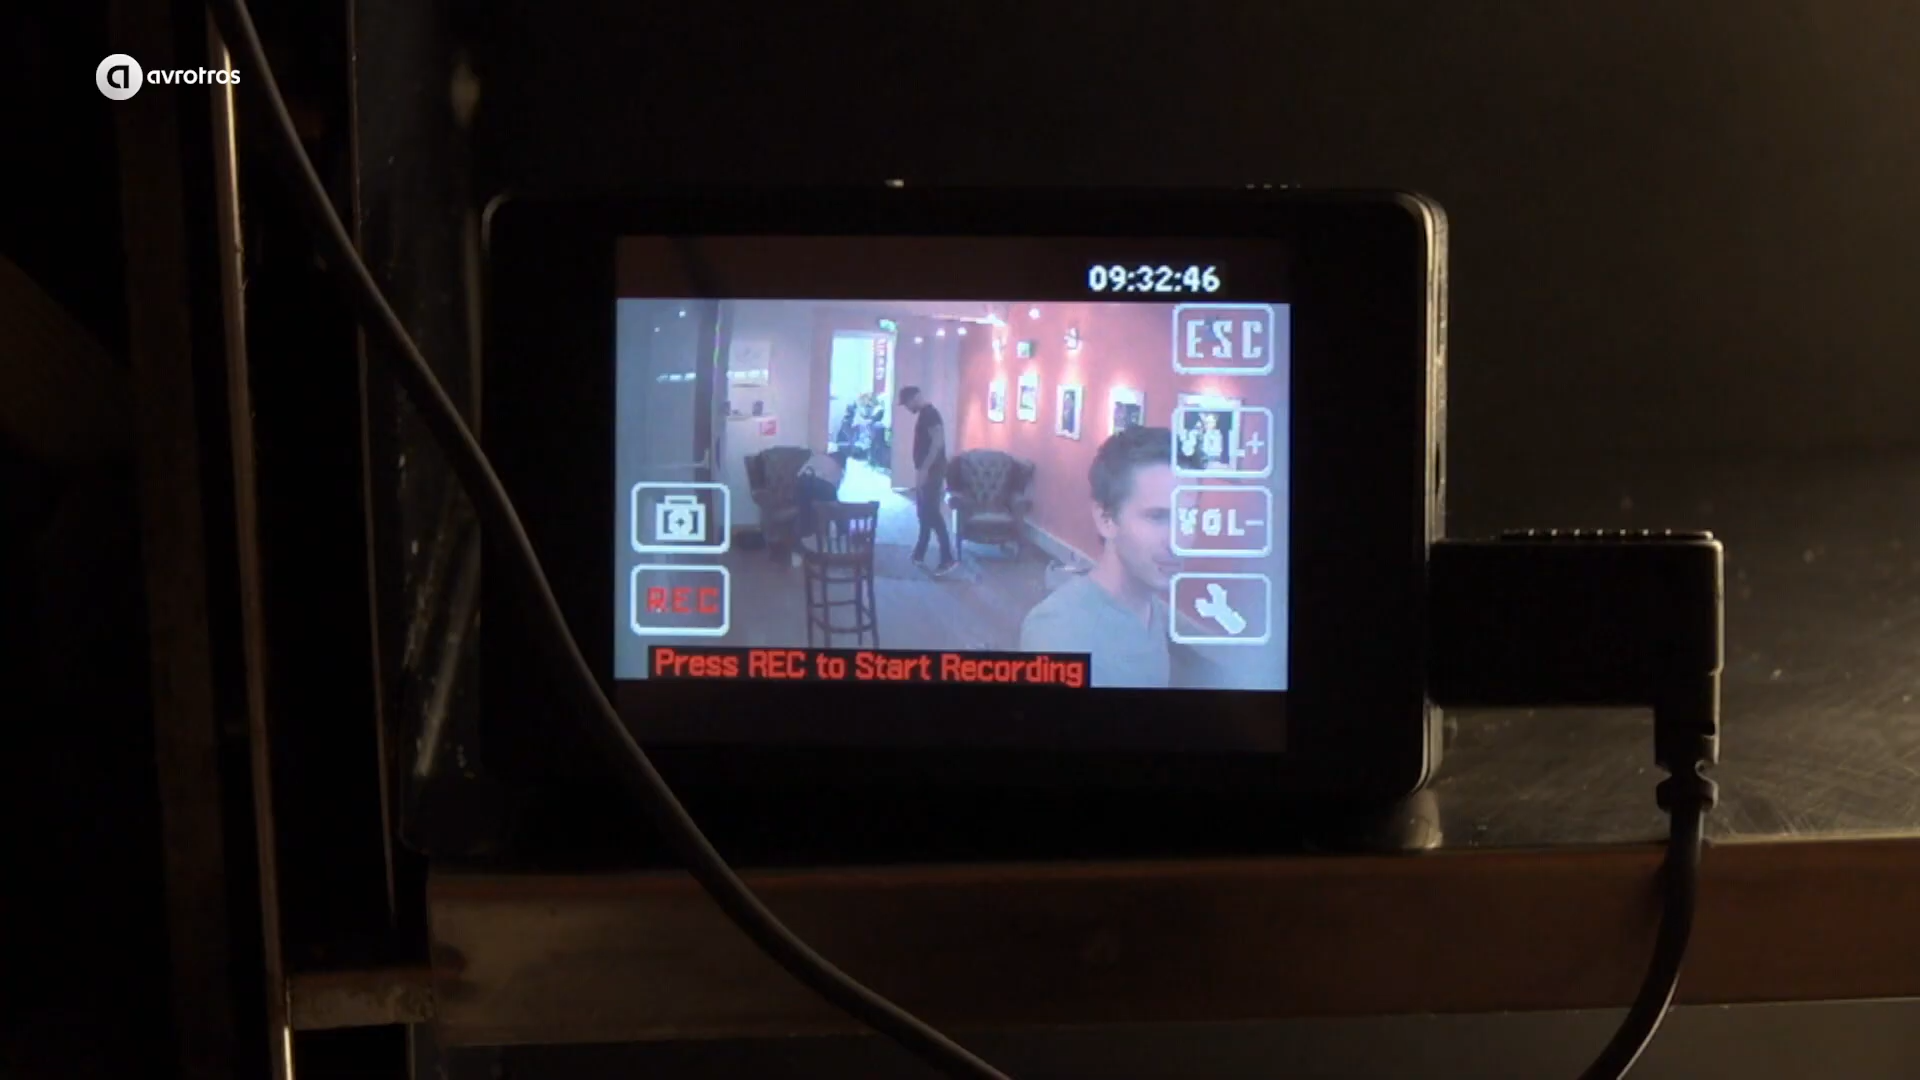 avrotros
09:32:46
ESC
VOL+
VOL-
REC
Press REC to Start Recording